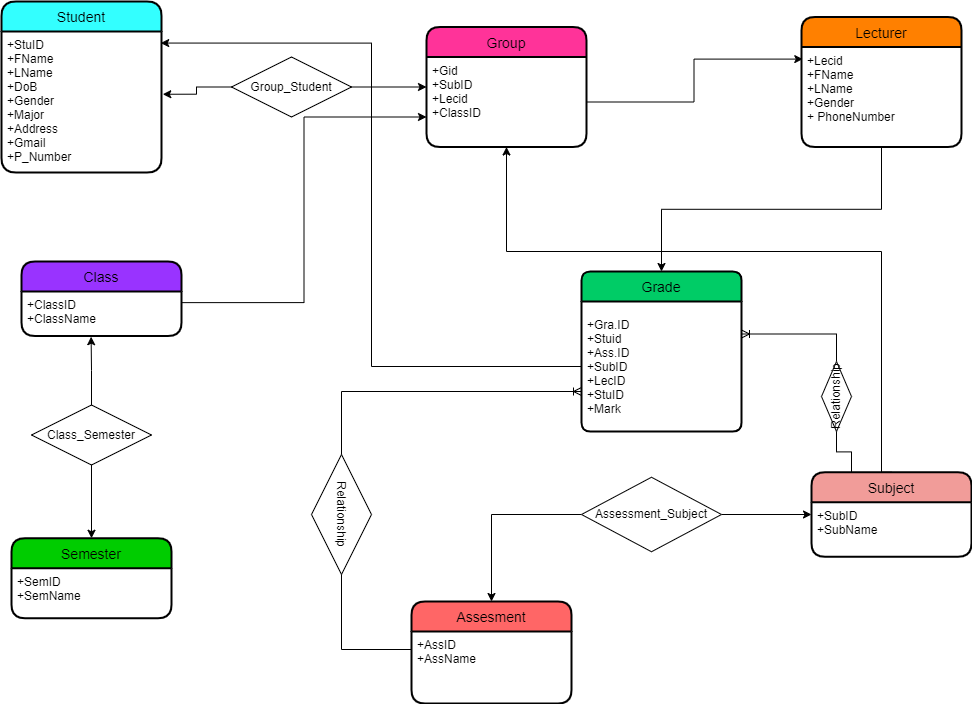 Student
+StuID
+FName
+LName
+DoB
+Gender
+Major
+Address
+Gmail
+P_Number
Group_Student
Group
+Gid
+SubID
+Lecid
+ClassID
Lecturer
+Lecid
+FName
+LName
+Gender
+ PhoneNumber
Class
+ClassID
+ClassName
Grade
+Gra.ID
+Stuid
+Ass.ID
+SubID
+LecID
+StuID
+Mark
Relationship
Class_Semester
Relationship
Assessment_Subject
Subject
+SubID
+SubName
Semester
+SemID
+SemName
Assesment
+AssID
+AssName